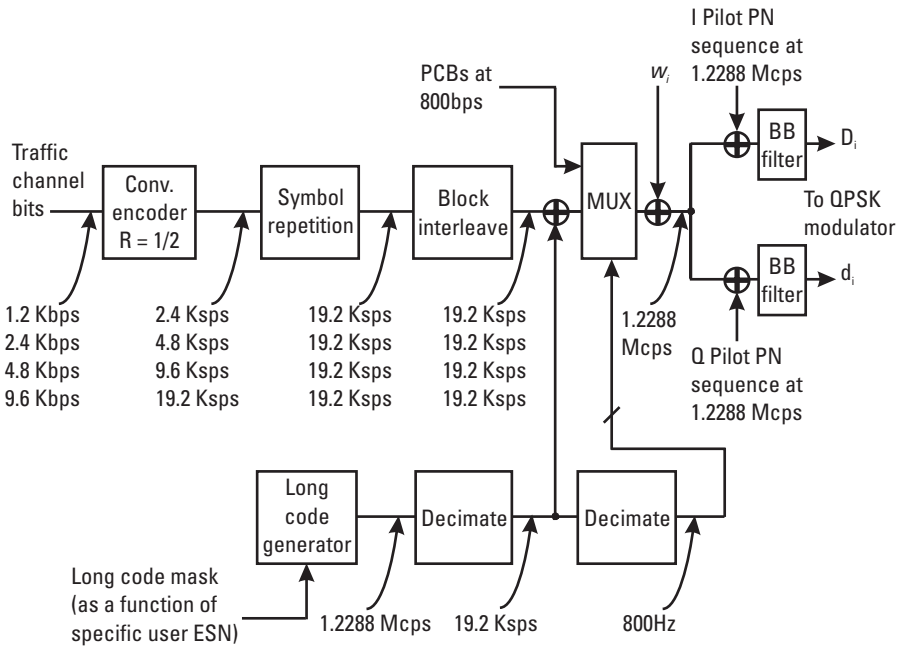 I Pilot PN
sequence at
1.2288 Mcps
PCBs at
800bps
w_i
Traffic
channel
bits
Conv.
encoder
R = 1/2
Symbol
repetition
Block
interleave
MUX
BB
filter
D_i
To QPSK
modulator
BB
filter
d_i
1.2 Kbps
2.4 Kbps
4.8 Kbps
9.6 Kbps
2.4 Ksps
4.8 Ksps
9.6 Ksps
19.2 Ksps
19.2 Ksps
19.2 Ksps
19.2 Ksps
19.2 Ksps
19.2 Ksps
19.2 Ksps
19.2 Ksps
19.2 Ksps
1.2288
Mcps
Q Pilot PN
sequence at
1.2288 Mcps
Long
code
generator
Decimate
Decimate
Long code mask
(as a function of
specific user ESN)
1.2288 Mcps
19.2 Ksps
800Hz